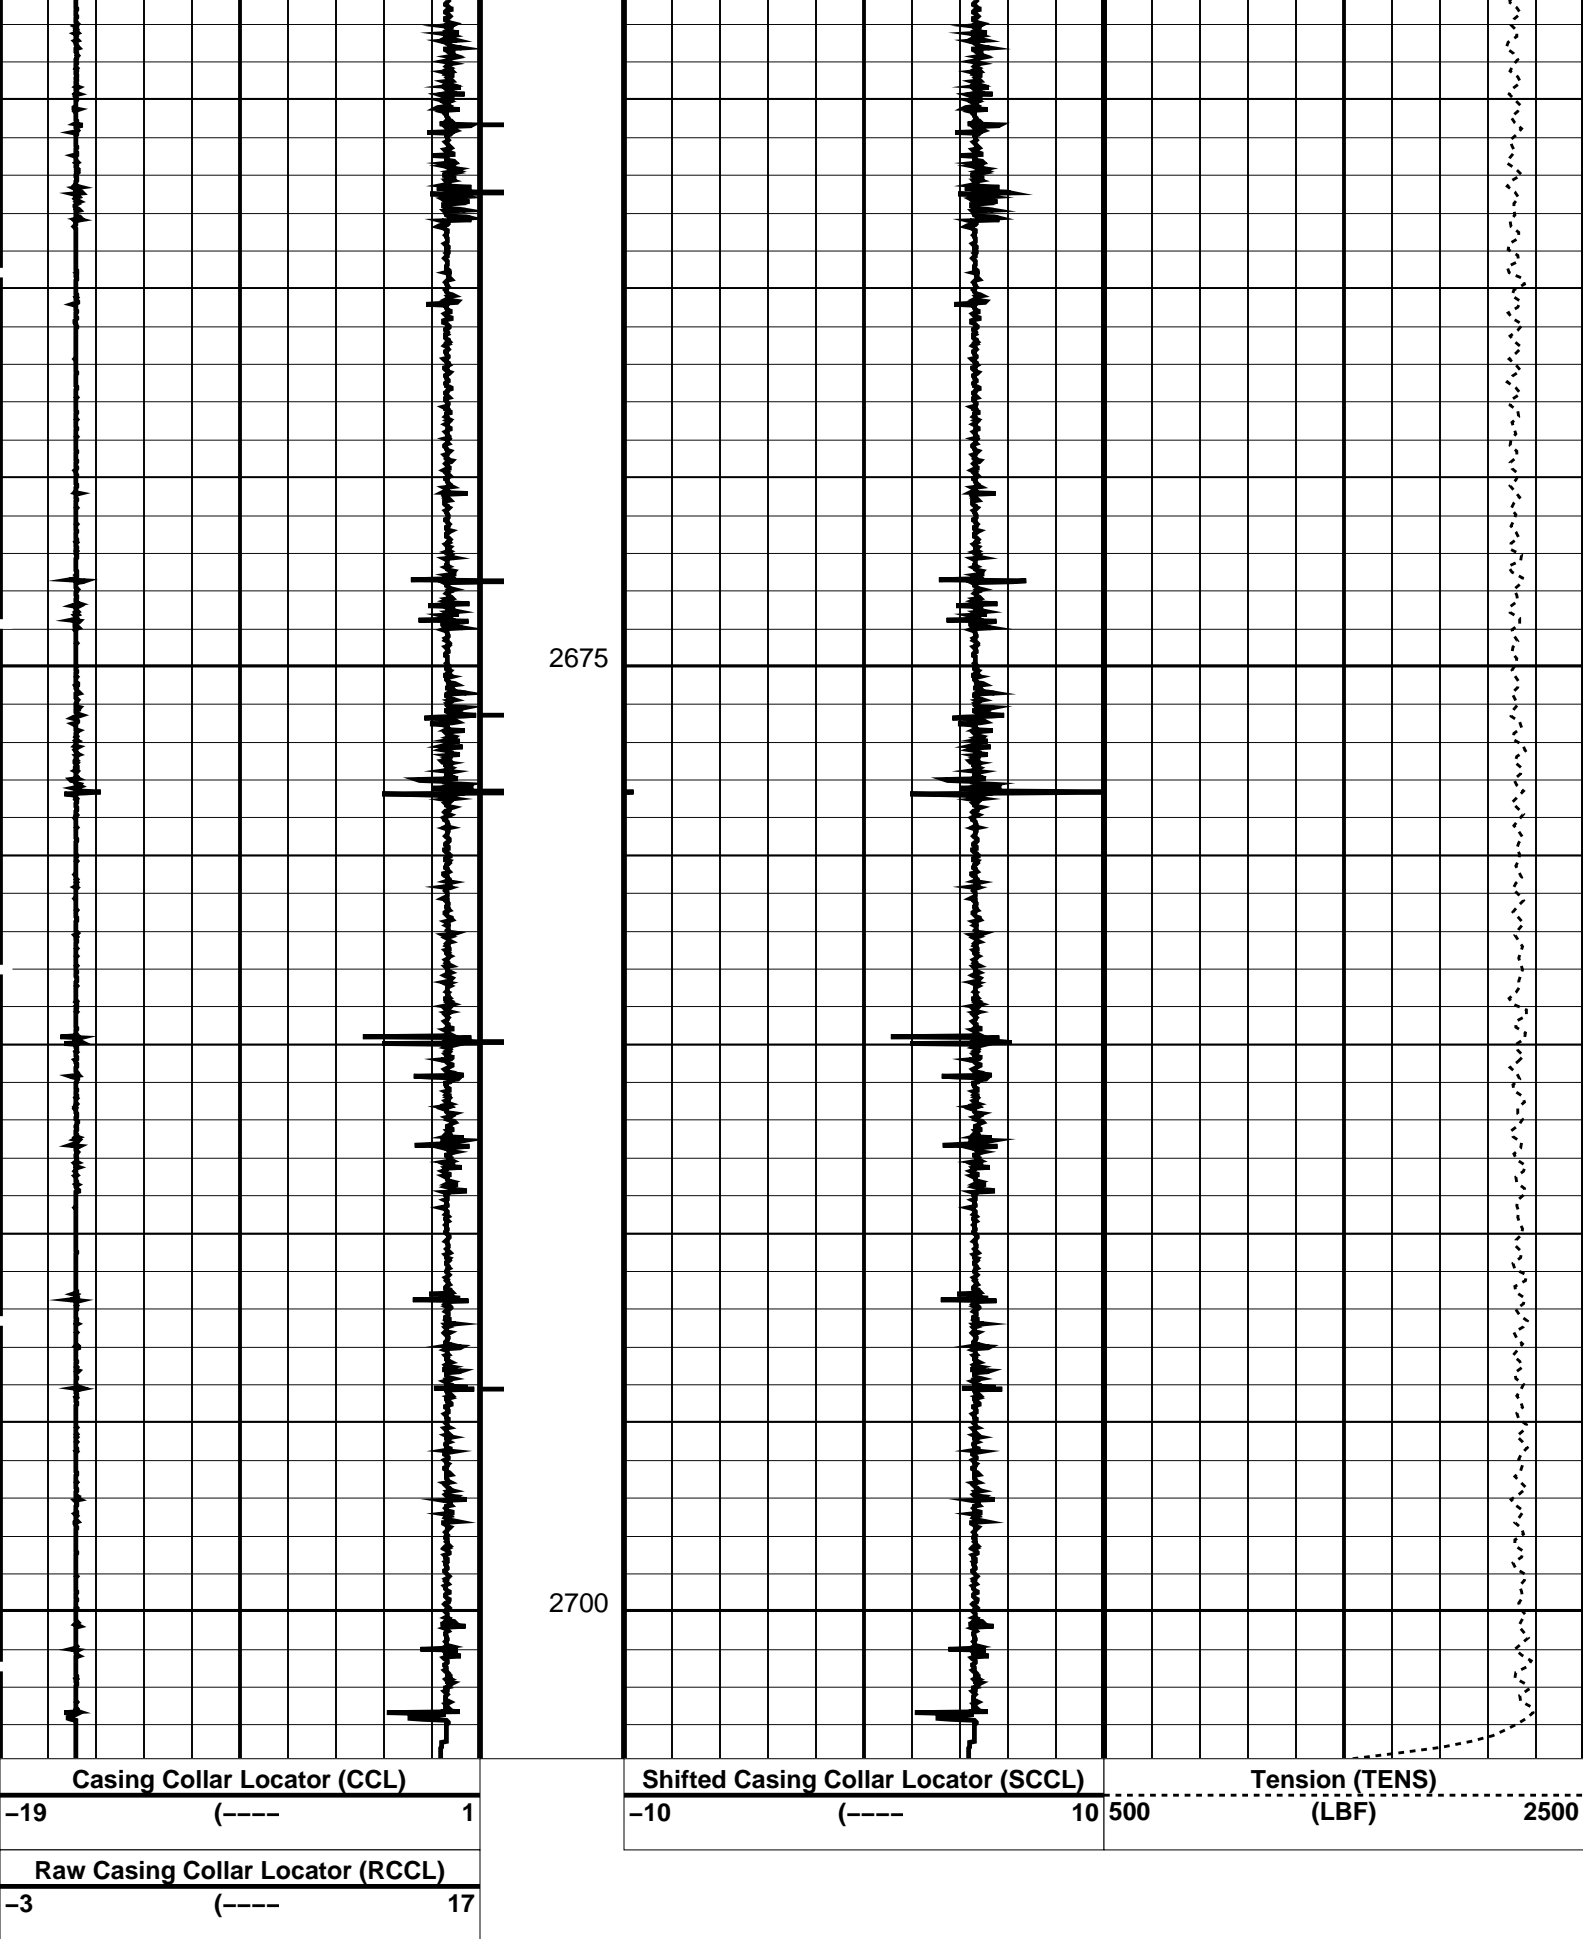 2675
2700
Casing Collar Locator (CCL)
−19 (−−−− 1
Raw Casing Collar Locator (RCCL)
−3 (−−−− 17
Shifted Casing Collar Locator (SCCL)
−10 (−−−− 10
Tension (TENS)
500 (LBF) 2500